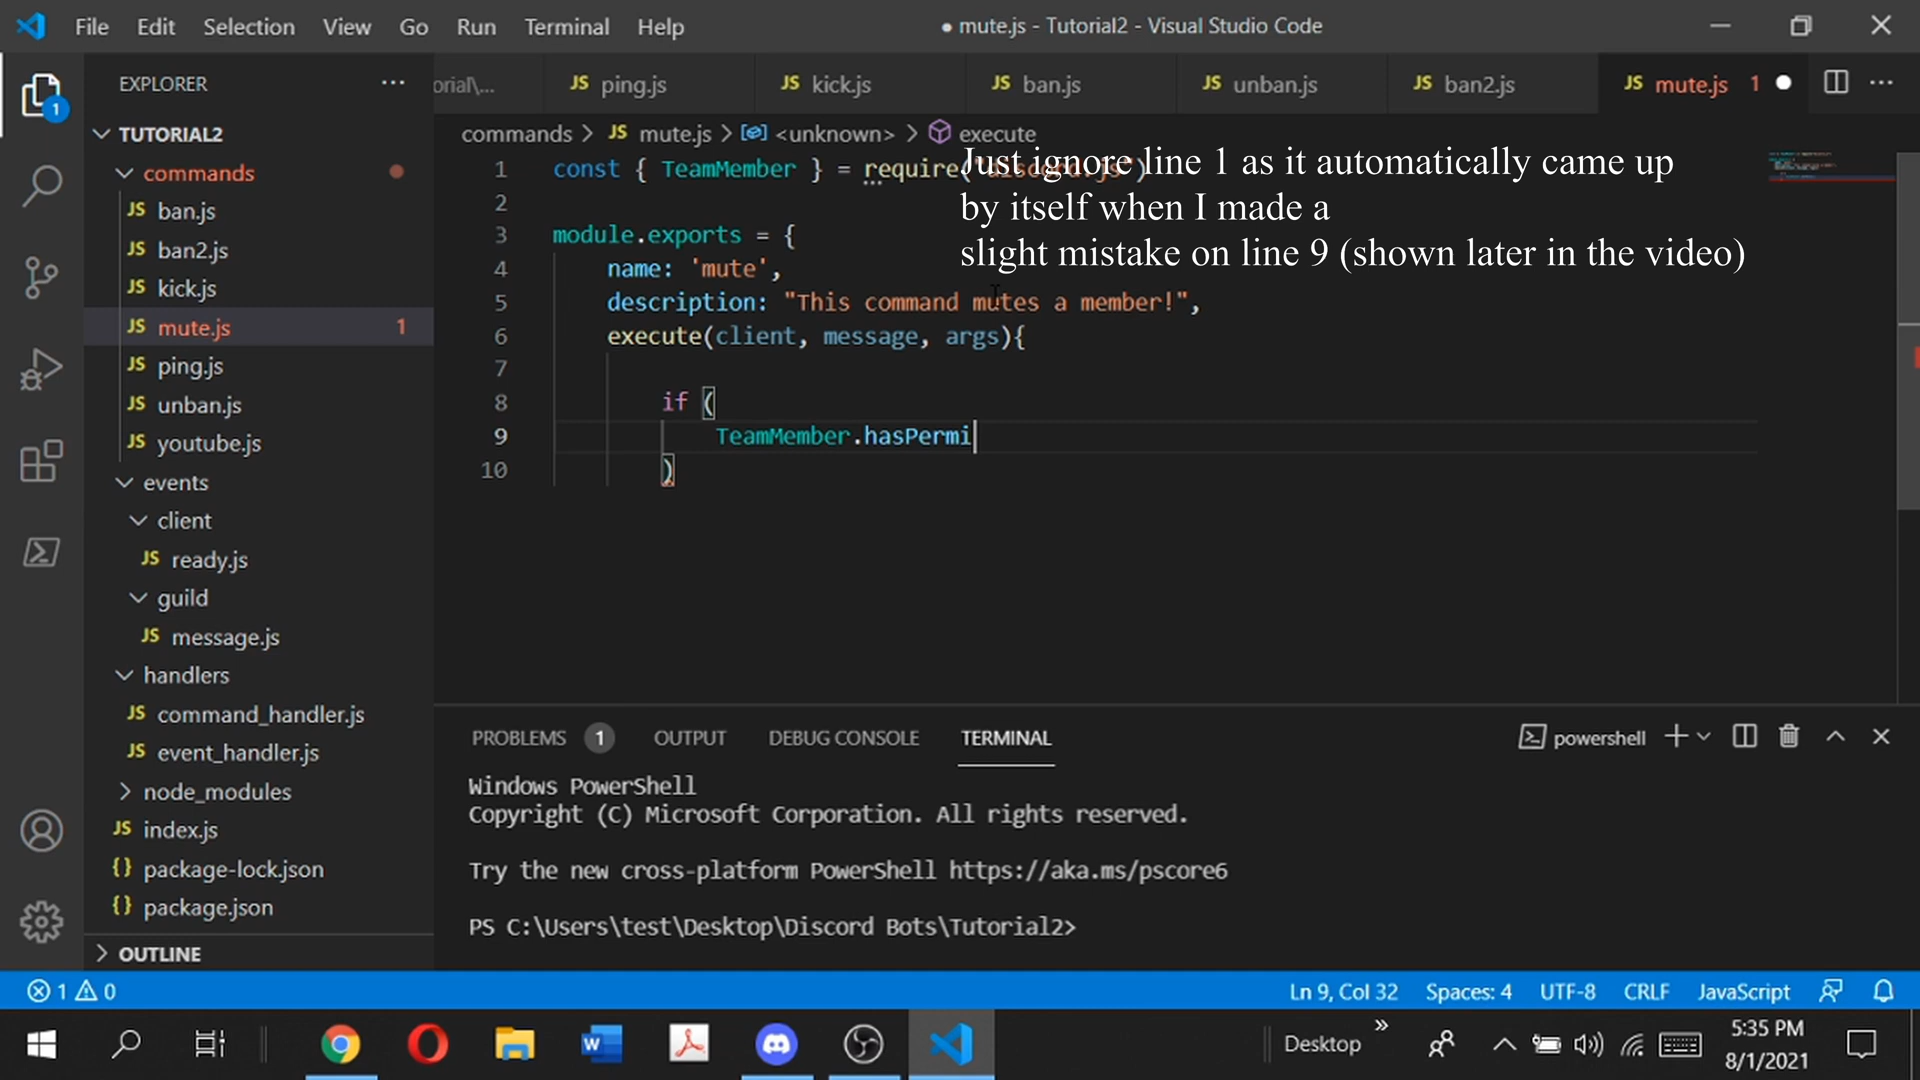 File Edit Selection View Go Run Terminal Help
● mute.js - Tutorial2 - Visual Studio Code
EXPLORER ···
orial\... JS ping.js JS kick.js JS ban.js JS unban.js JS ban2.js JS mute.js 1
TUTORIAL2
commands
JS ban.js
JS ban2.js
JS kick.js
JS mute.js 1
JS ping.js
JS unban.js
JS youtube.js
events
client
JS ready.js
guild
JS message.js
handlers
JS command_handler.js
JS event_handler.js
node_modules
JS index.js
{} package-lock.json
{} package.json
OUTLINE
1
commands > JS mute.js > <unknown> > execute
1 const { TeamMember } = require("discord.js")
2
3 module.exports = {
4 name: 'mute',
5 description: "This command mutes a member!",
6 execute(client, message, args){
7
8 if (
9 TeamMember.hasPermi
10 )
Just ignore line 1 as it automatically came up
by itself when I made a
slight mistake on line 9 (shown later in the video)
PROBLEMS 1 OUTPUT DEBUG CONSOLE TERMINAL powershell
Windows PowerShell
Copyright (C) Microsoft Corporation. All rights reserved.
Try the new cross-platform PowerShell https://aka.ms/pscore6
PS C:\Users\test\Desktop\Discord Bots\Tutorial2>
1 0 Ln 9, Col 32 Spaces: 4 UTF-8 CRLF JavaScript
Desktop »
5:35 PM
8/1/2021